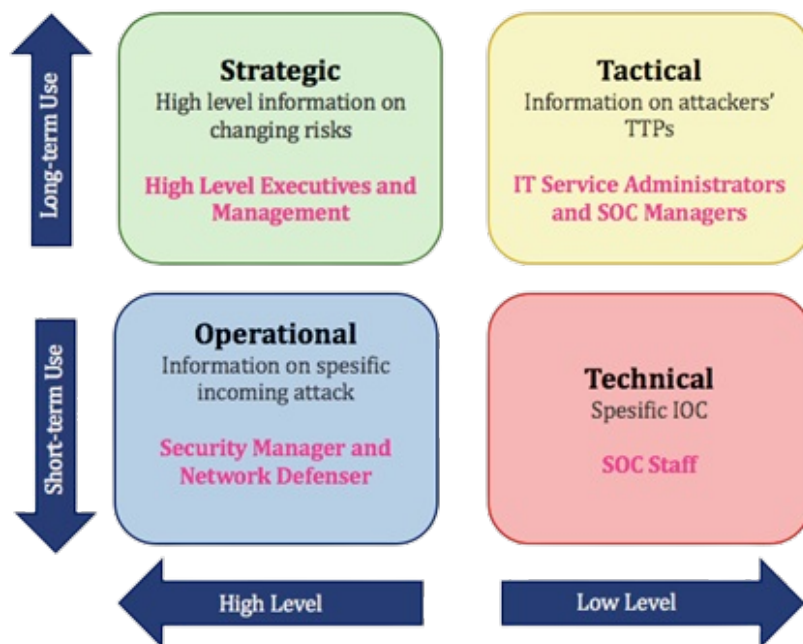 Long-term Use
Strategic
High level information on
changing risks
High Level Executives and
Management
Tactical
Information on attackers'
TTPs
IT Service Administrators
and SOC Managers
Short-term Use
Operational
Information on spesific
incoming attack
Security Manager and
Network Defenser
Technical
Spesific IOC
SOC Staff
High Level
Low Level